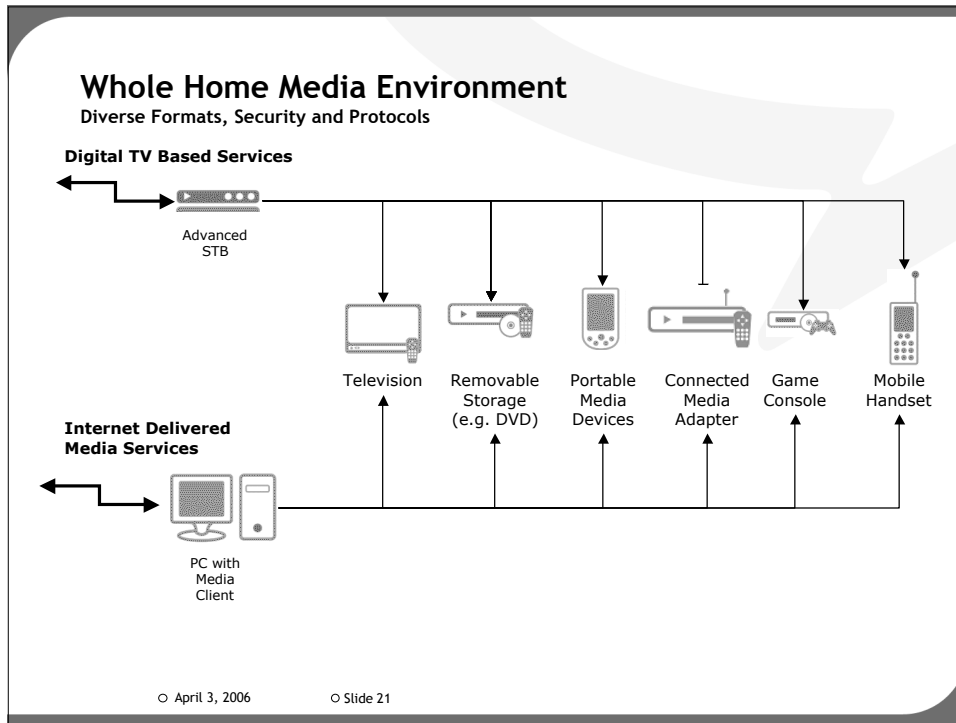 Whole Home Media Environment
Diverse Formats, Security and Protocols
Digital TV Based Services
Advanced
STB
Television
Removable
Storage
(e.g. DVD)
Portable
Media
Devices
Connected
Media
Adapter
Game
Console
Mobile
Handset
Internet Delivered
Media Services
PC with
Media
Client
April 3, 2006
Slide 21